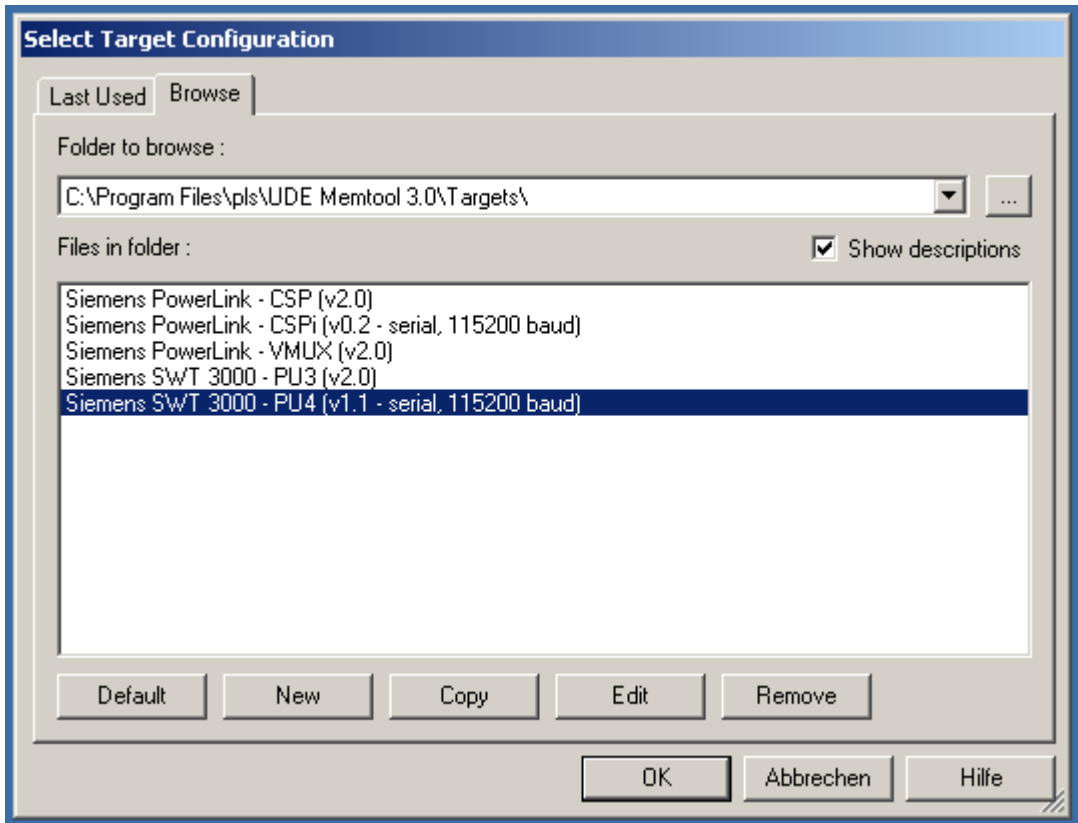 Select Target Configuration
Last Used Browse
Folder to browse :
C:\Program Files\pls\UDE Memtool 3.0\Targets\
...
Files in folder :
Show descriptions
Siemens PowerLink - CSP (v2.0)
Siemens PowerLink - CSPi (v0.2 - serial, 115200 baud)
Siemens PowerLink - VMUX (v2.0)
Siemens SWT 3000 - PU3 (v2.0)
Siemens SWT 3000 - PU4 (v1.1 - serial, 115200 baud)
Default New Copy Edit Remove
OK Abbrechen Hilfe